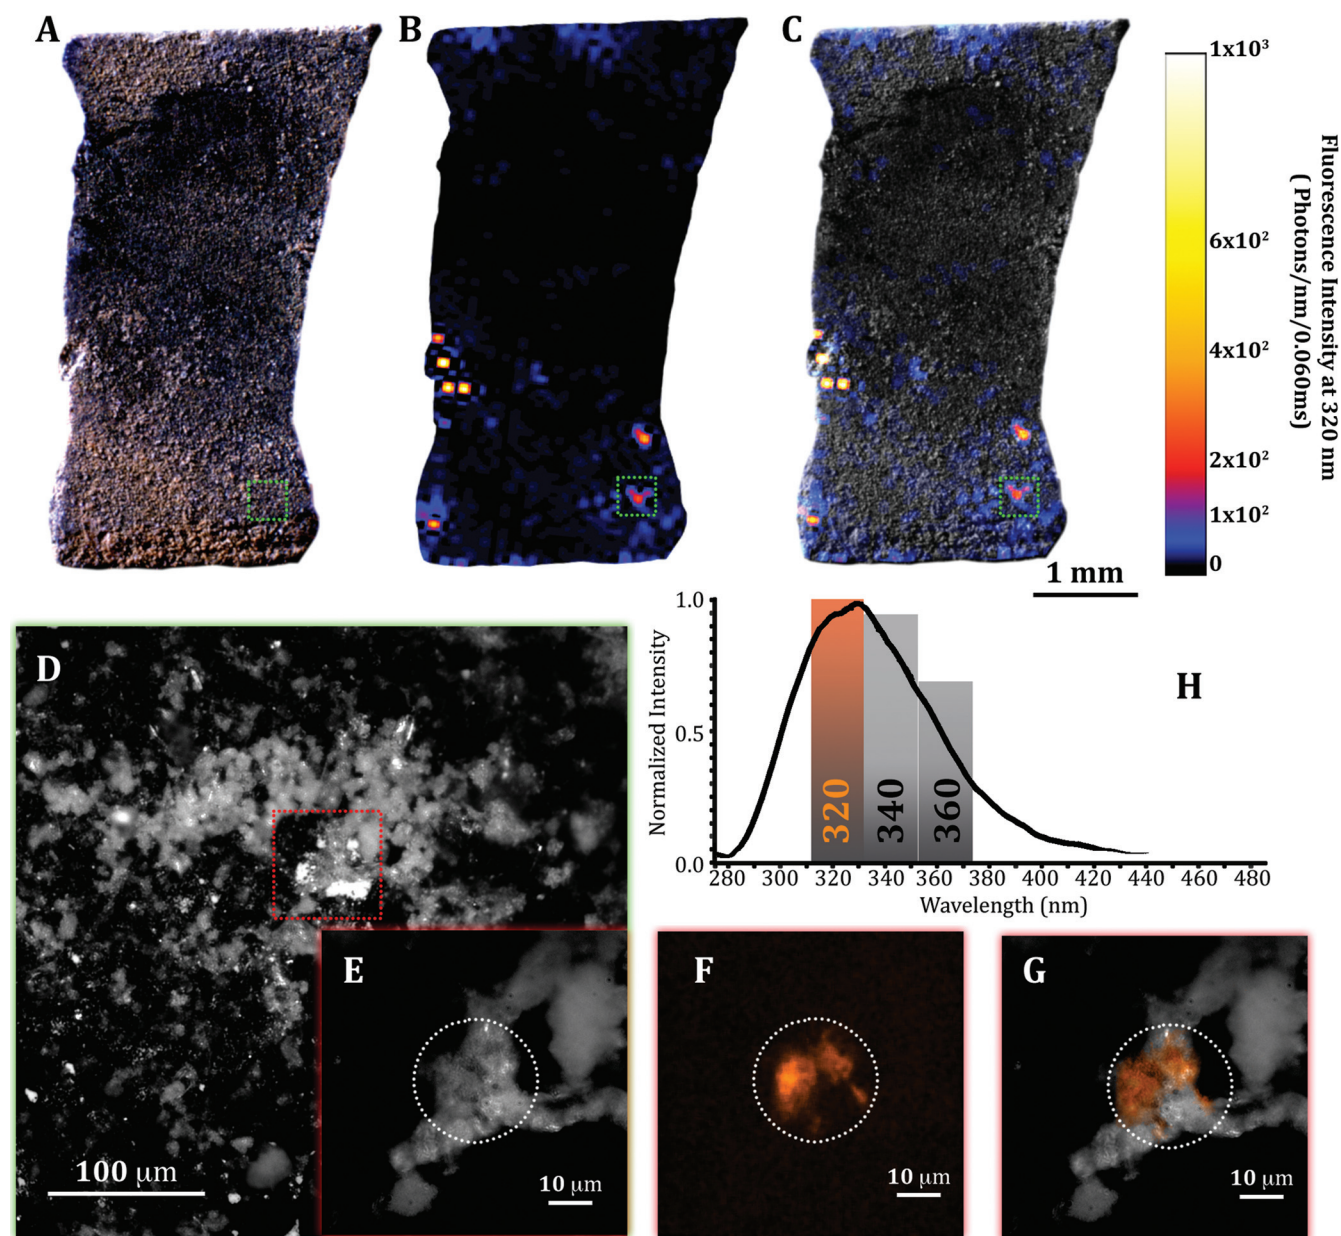 A
B
C
1x10³
6x10²
4x10²
2x10²
1x10²
0
Fluorescence Intensity at 320 nm
( Photons/nm/0.060ms)
1 mm
D
100 µm
E
10 µm
F
10 µm
G
10 µm
H
1.0
0.5
0.0
Normalized Intensity
320
340
360
280 300 320 340 360 380 400 420 440 460 480
Wavelength (nm)